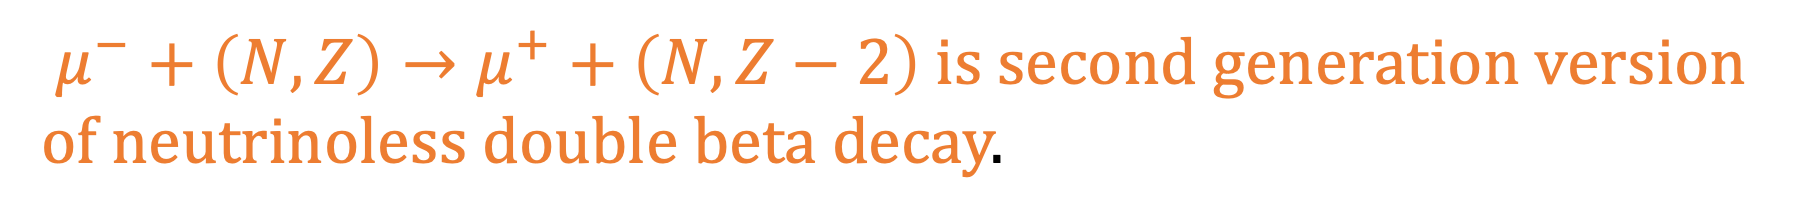 μ⁻ + (N, Z) → μ⁺ + (N, Z − 2) is second generation version
of neutrinoless double beta decay.